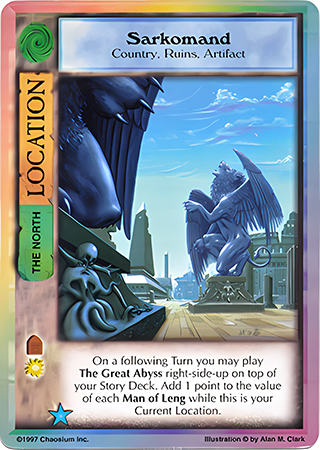 Sarkomand
Country, Ruins, Artifact
LOCATION
THE NORTH
On a following Turn you may play
The Great Abyss right-side-up on top of
your Story Deck. Add 1 point to the value
of each Man of Leng while this is your
Current Location.
©1997 Chaosium Inc.
Illustration © by Alan M. Clark